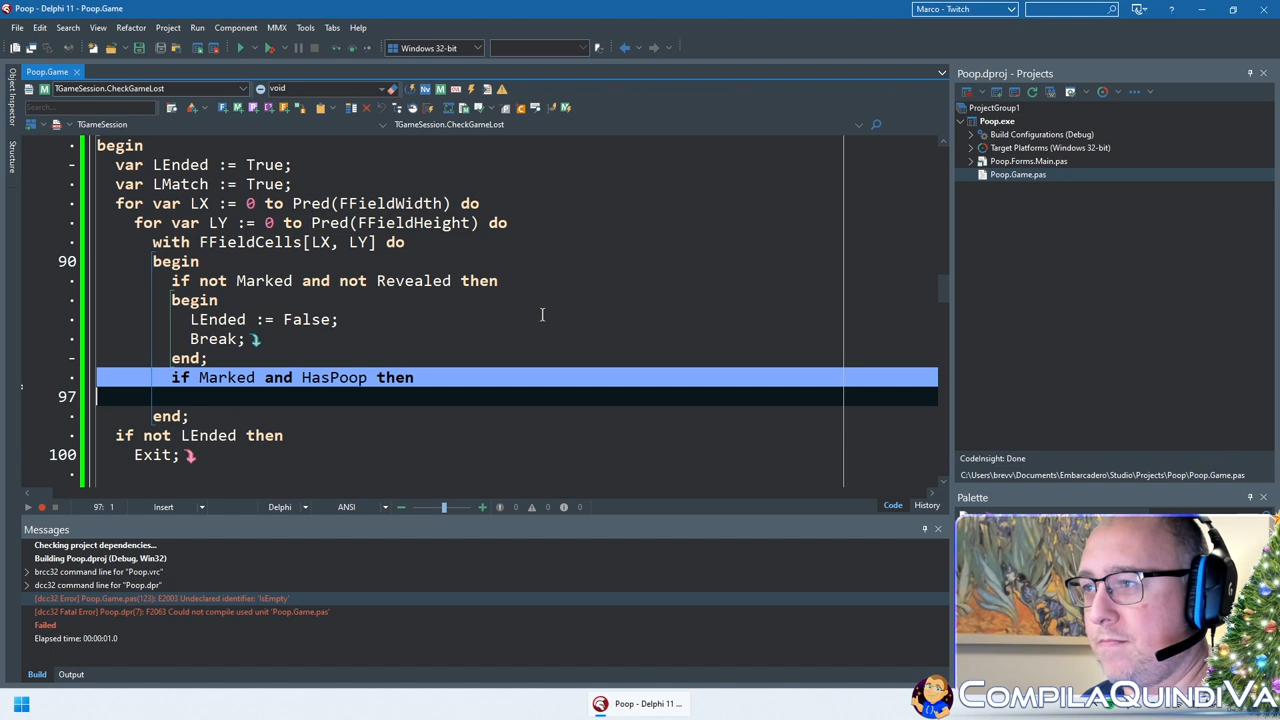 Poop - Delphi 11 - Poop.Game
Marco - Twitch
File Edit Search View Refactor Project Run Component MMX Tools Tabs Help
Windows 32-bit
Poop.Game
TGameSession.CheckGameLost
void
Search...
TGameSession
TGameSession.CheckGameLost
begin
var LEnded := True;
var LMatch := True;
for var LX := 0 to Pred(FFieldWidth) do
for var LY := 0 to Pred(FFieldHeight) do
with FFieldCells[LX, LY] do
90 begin
if not Marked and not Revealed then
begin
LEnded := False;
Break;
end;
if Marked and HasPoop then
97
end;
if not LEnded then
100 Exit;
97: 1 Insert Delphi ANSI 0 0 0 Code History
Messages
Checking project dependencies...
Building Poop.dproj (Debug, Win32)
brcc32 command line for "Poop.vrc"
dcc32 command line for "Poop.dpr"
[dcc32 Error] Poop.Game.pas(123): E2003 Undeclared identifier: 'IsEmpty'
[dcc32 Fatal Error] Poop.dpr(7): F2063 Could not compile used unit 'Poop.Game.pas'
Failed
Elapsed time: 00:00:01.0
Build Output
Object Inspector
Structure
Poop.dproj - Projects
ProjectGroup1
Poop.exe
Build Configurations (Debug)
Target Platforms (Windows 32-bit)
Poop.Forms.Main.pas
Poop.Game.pas
CodeInsight: Done
C:\Users\brevv\Documents\Embarcadero\Studio\Projects\Poop\Poop.Game.pas
Palette
Poop - Delphi 11 ...
COMPILAQUINDIVA